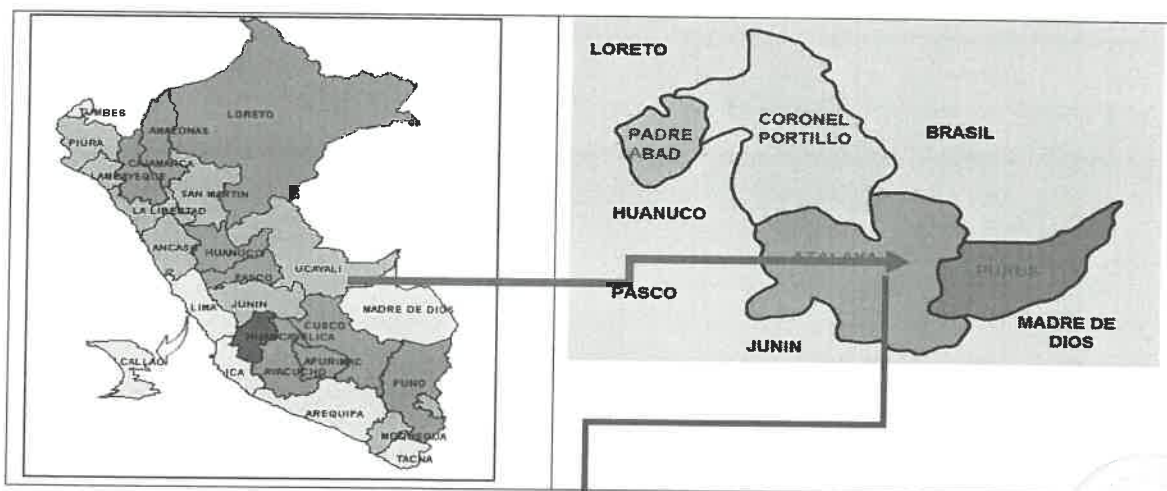 TUMBES
LORETO
AMAZONAS
PIURA
CAJAMARCA
LAMBAYEQUE
SAN MARTIN
LA LIBERTAD
ANCASH
HUANUCO
UCAYALI
PASCO
LIMA
JUNIN
MADRE DE DIOS
CUSCO
HUANCAVELICA
CALLAO
ICA
APURIMAC
AYACUCHO
PUNO
AREQUIPA
MOQUEGUA
TACNA
LORETO
PADRE
ABAD
CORONEL
PORTILLO
BRASIL
HUANUCO
ATALAYA
PURUS
PASCO
MADRE DE
DIOS
JUNIN